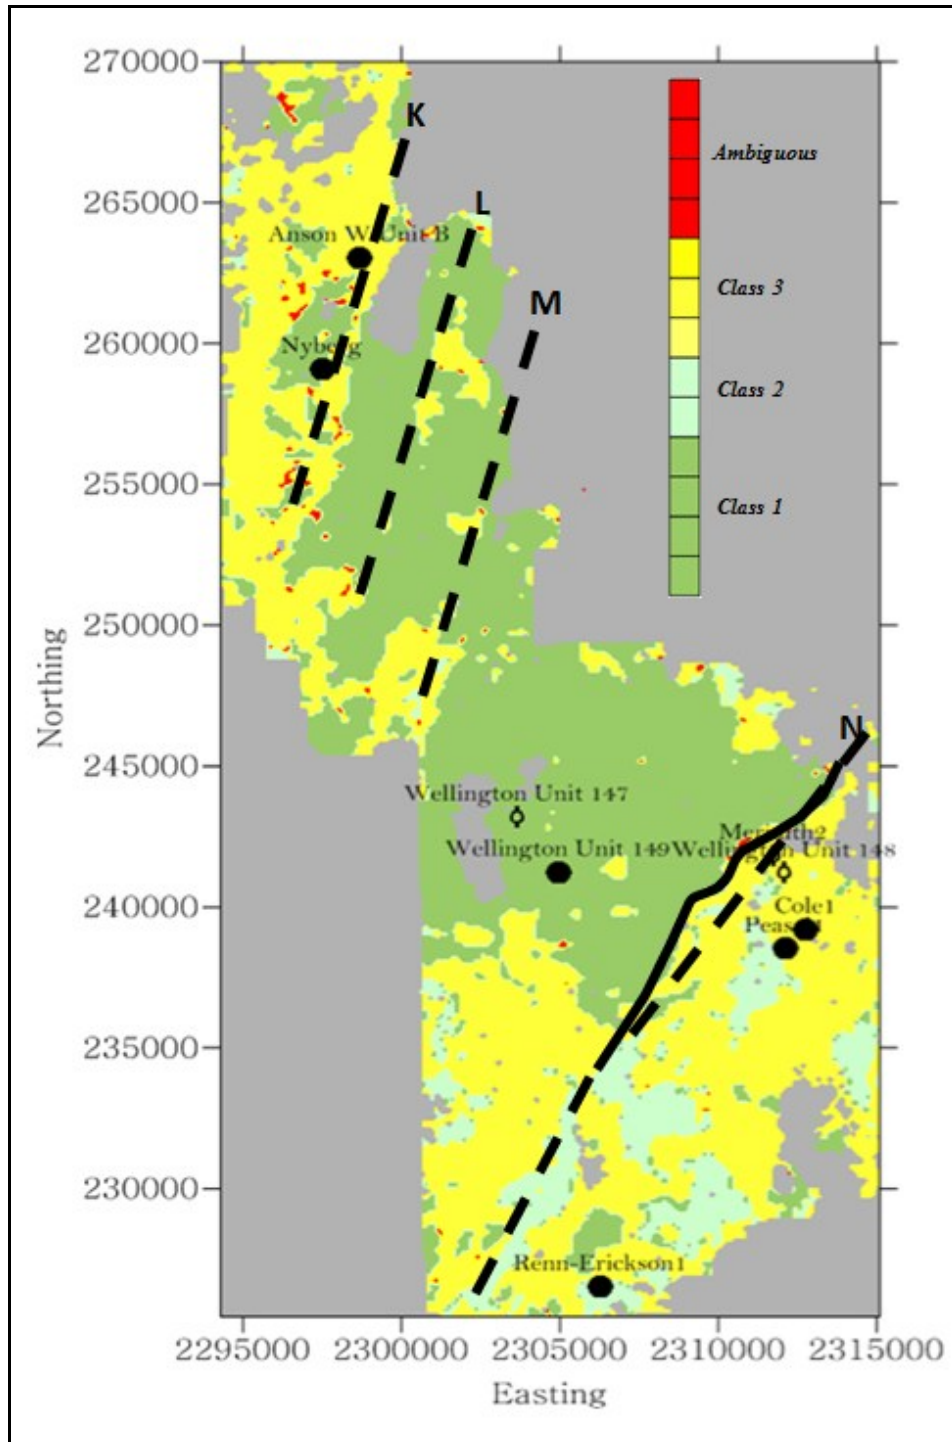 270000
K
265000
L
Anson W. Unit B
M
260000
Nyberg
255000
250000
245000
N
Wellington Unit 147
Wellington Unit 149
Wellington Unit 148
240000
Cole1
235000
230000
Renn-Erickson1
Ambiguous
Class 3
Class 2
Class 1
Northing
2295000 2300000 2305000 2310000 2315000
Easting